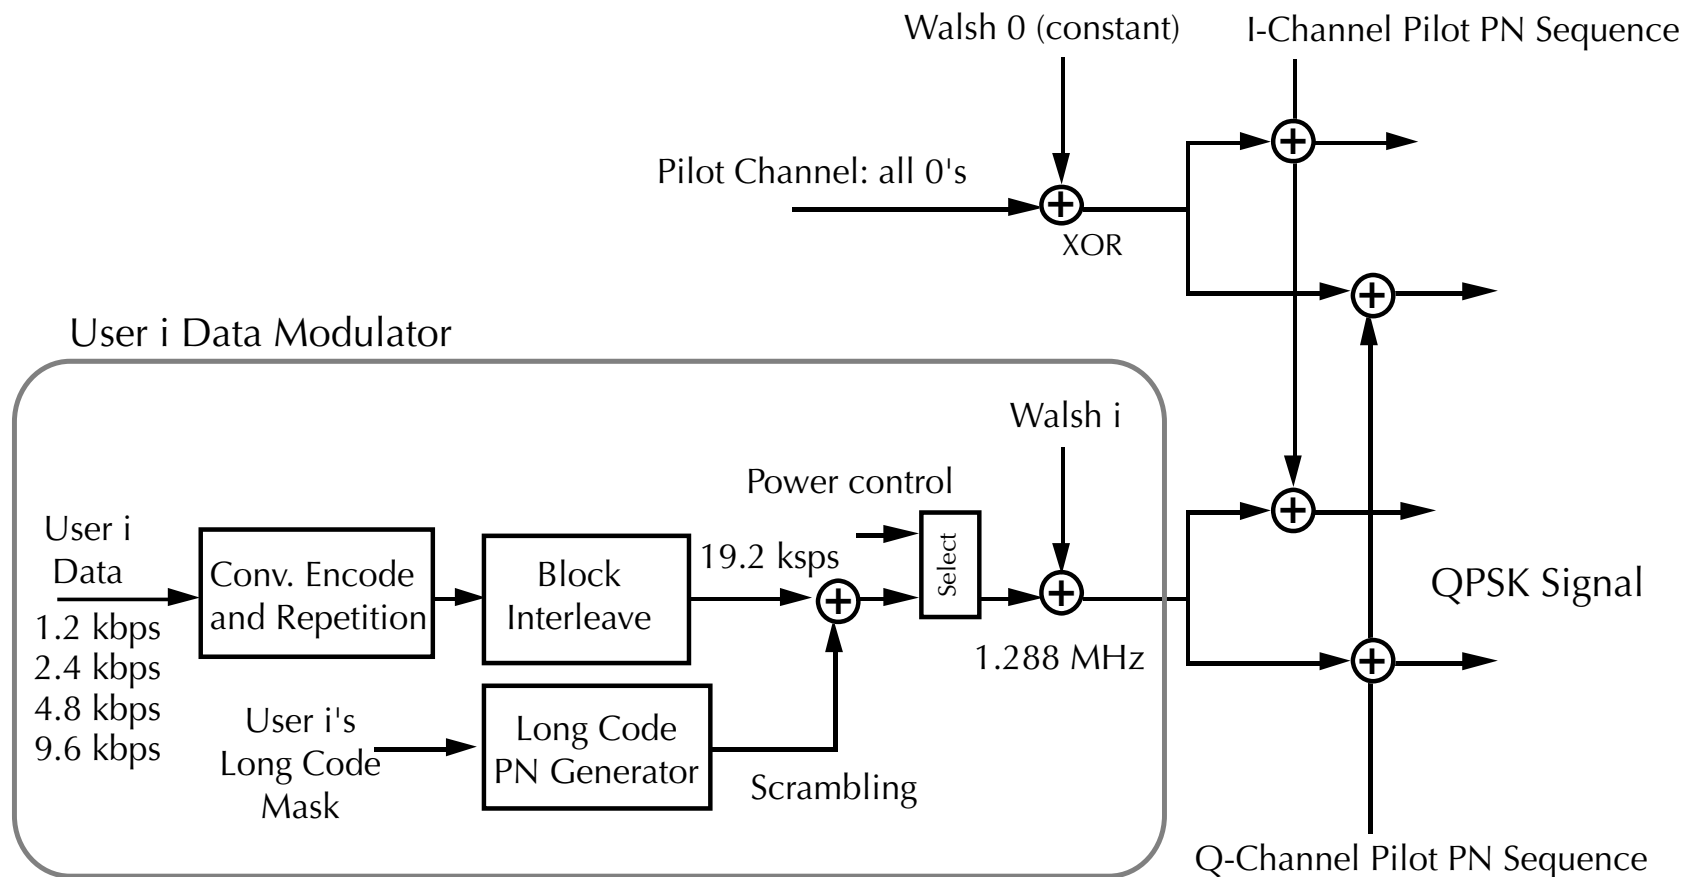 Walsh 0 (constant)
I-Channel Pilot PN Sequence
Pilot Channel: all 0's
XOR
User i Data Modulator
Walsh i
Power control
User i
Data
1.2 kbps
2.4 kbps
4.8 kbps
9.6 kbps
Conv. Encode
and Repetition
Block
Interleave
19.2 ksps
Select
1.288 MHz
QPSK Signal
User i's
Long Code
Mask
Long Code
PN Generator
Scrambling
Q-Channel Pilot PN Sequence